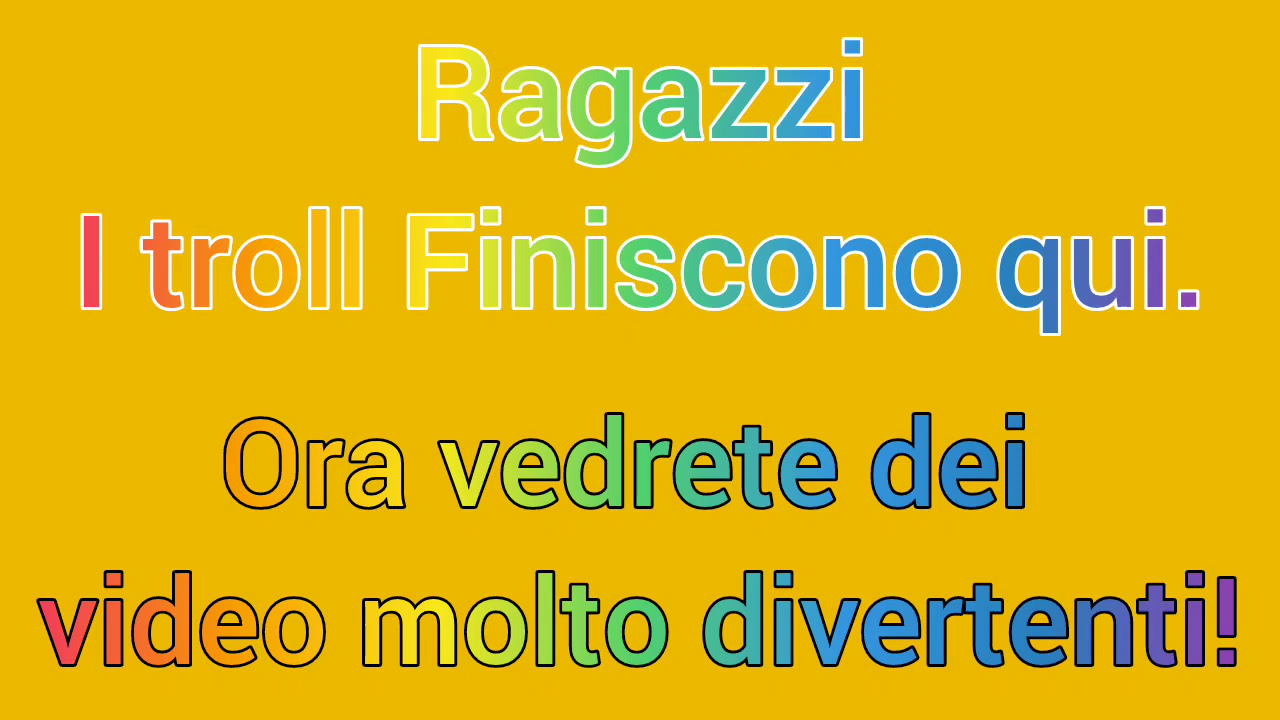 Ragazzi
I troll Finiscono qui.
Ora vedrete dei
video molto divertenti!